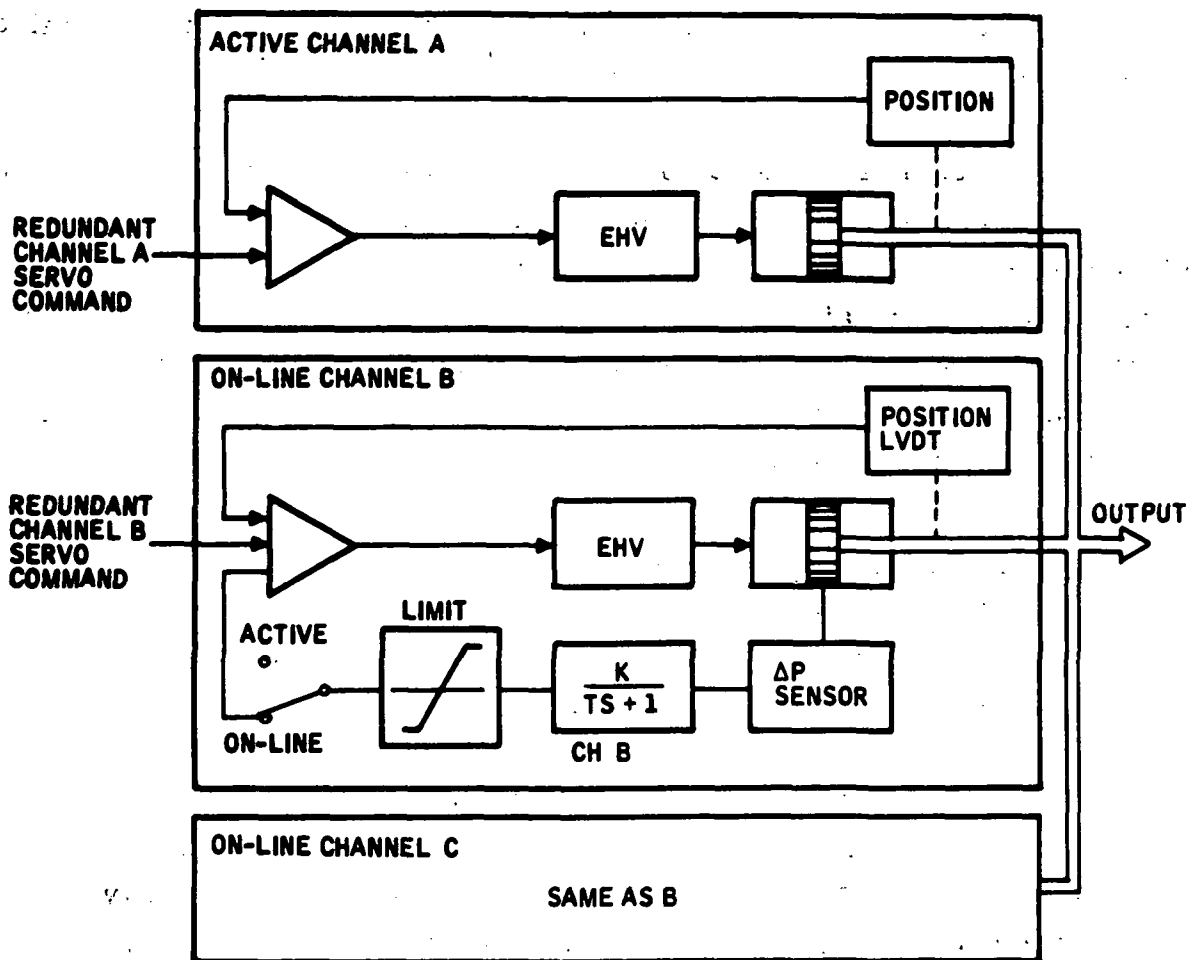 ACTIVE CHANNEL A
POSITION
REDUNDANT
CHANNEL A
SERVO
COMMAND
EHV
ON-LINE CHANNEL B
POSITION
LVDT
REDUNDANT
CHANNEL B
SERVO
COMMAND
EHV
OUTPUT
LIMIT
ACTIVE
K
TS + 1
ΔP
SENSOR
ON-LINE
CH B
ON-LINE CHANNEL C
SAME AS B